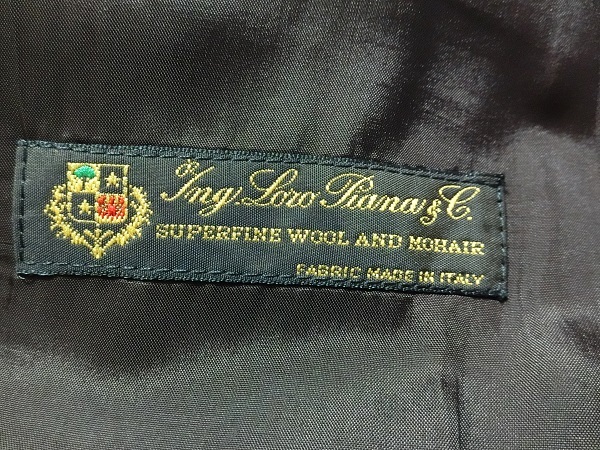 Ing. Loro Piana & C.
SUPERFINE WOOL AND MOHAIR
FABRIC MADE IN ITALY